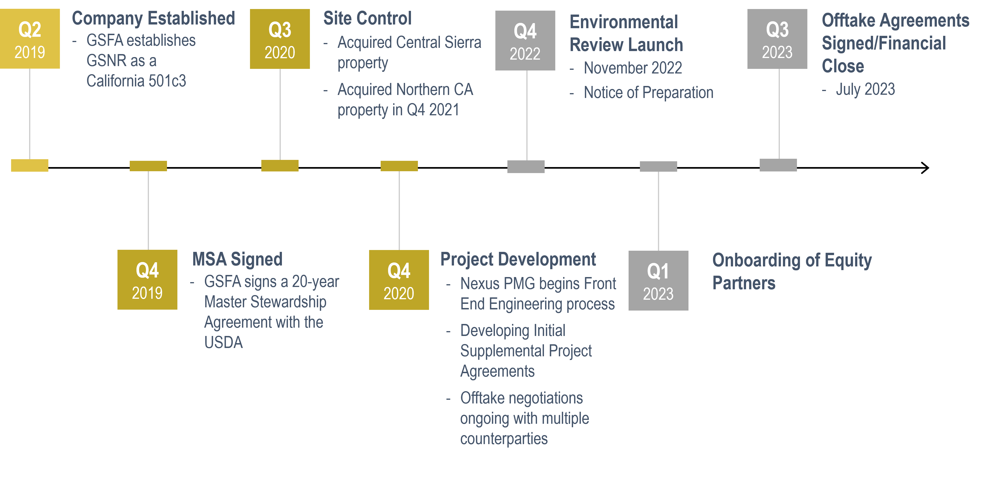 Q2
2019
Company Established
- GSFA establishes
GSNR as a
California 501c3
Q3
2020
Site Control
- Acquired Central Sierra
property
- Acquired Northern CA
property in Q4 2021
Q4
2022
Environmental
Review Launch
- November 2022
- Notice of Preparation
Q3
2023
Offtake Agreements
Signed/Financial
Close
- July 2023
Q4
2019
MSA Signed
- GSFA signs a 20-year
Master Stewardship
Agreement with the
USDA
Q4
2020
Project Development
- Nexus PMG begins Front
End Engineering process
- Developing Initial
Supplemental Project
Agreements
- Offtake negotiations
ongoing with multiple
counterparties
Q1
2023
Onboarding of Equity
Partners